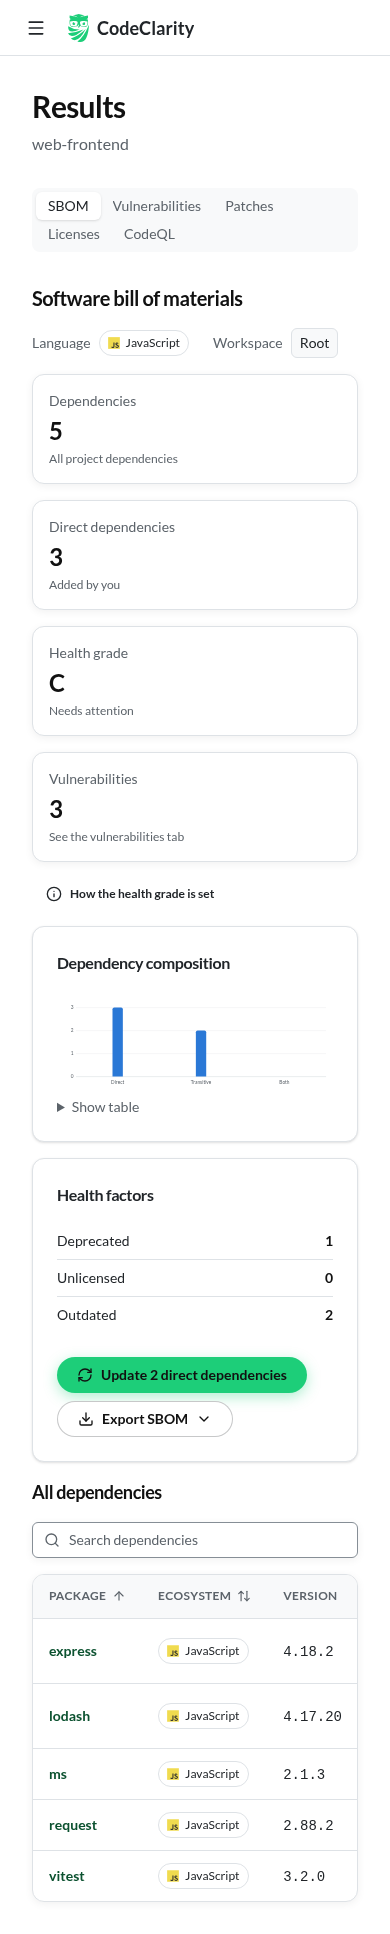 CodeClarity
Results
web-frontend
SBOM Vulnerabilities Patches
Licenses CodeQL
Software bill of materials
Language JS JavaScript Workspace Root
Dependencies
5
All project dependencies
Direct dependencies
3
Added by you
Health grade
C
Needs attention
Vulnerabilities
3
See the vulnerabilities tab
How the health grade is set
Dependency composition
3
2
1
0
Direct Transitive Both
Show table
Health factors
Deprecated 1
Unlicensed 0
Outdated 2
Update 2 direct dependencies
Export SBOM
All dependencies
Search dependencies
PACKAGE ECOSYSTEM VERSION
express JS JavaScript 4.18.2
lodash JS JavaScript 4.17.20
ms JS JavaScript 2.1.3
request JS JavaScript 2.88.2
vitest JS JavaScript 3.2.0